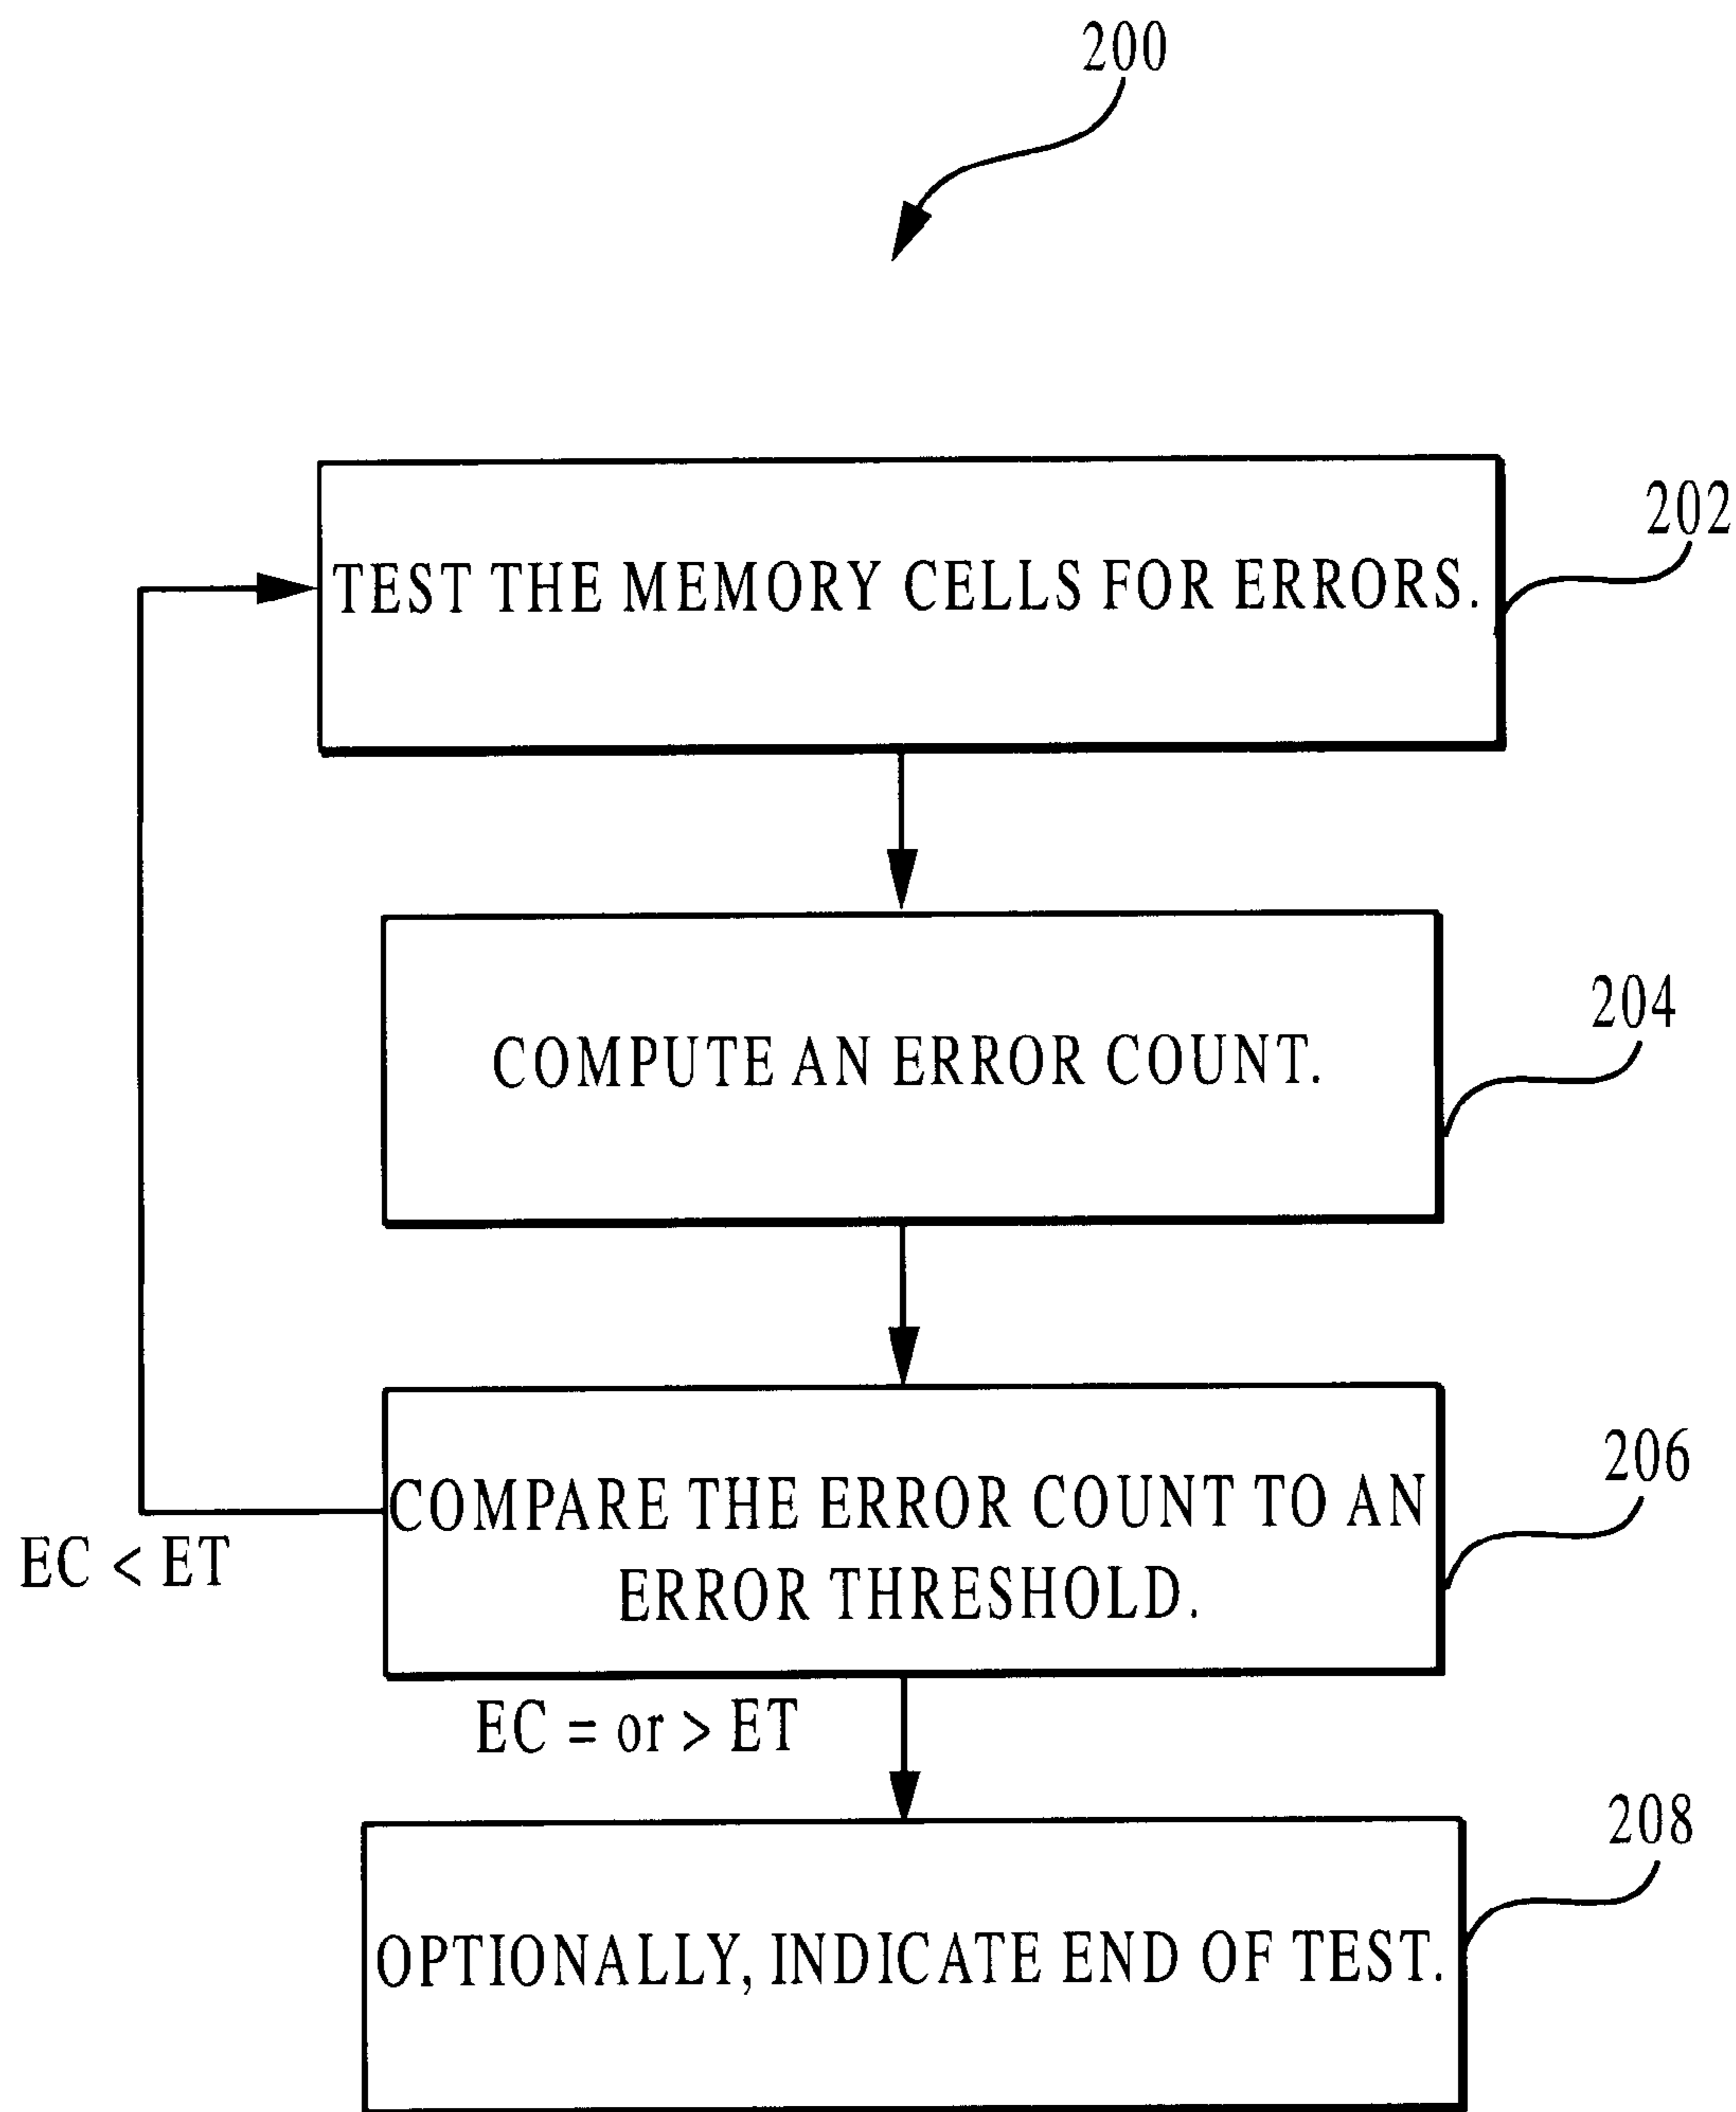 200
202
TEST THE MEMORY CELLS FOR ERRORS.
204
COMPUTE AN ERROR COUNT.
206
COMPARE THE ERROR COUNT TO AN
ERROR THRESHOLD.
EC < ET
EC = or > ET
208
OPTIONALLY, INDICATE END OF TEST.